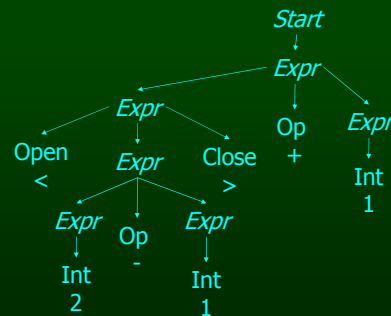 Start
Expr
Expr Op Expr
+
Open Expr Close Int
< > 1
Expr Op Expr
-
Int Int
2 1